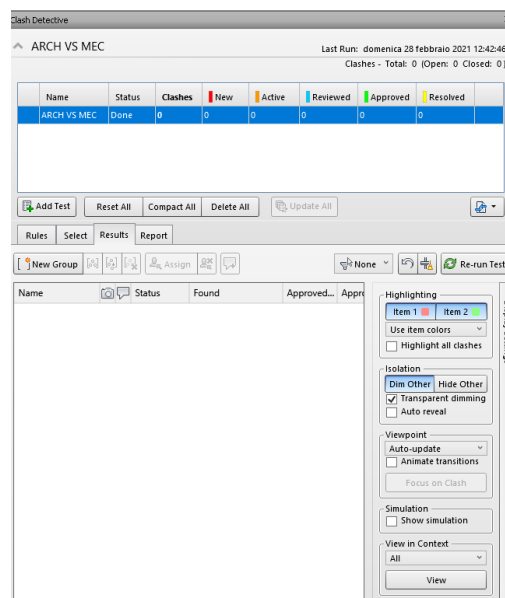 Clash Detective
ARCH VS MEC
Last Run: domenica 28 febbraio 2021 12:42:46
Clashes - Total: 0 (Open: 0 Closed: 0)
Name Status Clashes New Active Reviewed Approved Resolved
ARCH VS MEC Done 0 0 0 0 0 0
Add Test Reset All Compact All Delete All Update All
Rules Select Results Report
New Group Assign None Re-run Test
Name Status Found Approved... Appro
Highlighting
Item 1 Item 2
Use item colors
Highlight all clashes
Isolation
Dim Other Hide Other
Transparent dimming
Auto reveal
Viewpoint
Auto-update
Animate transitions
Focus on Clash
Simulation
Show simulation
View in Context
All
View